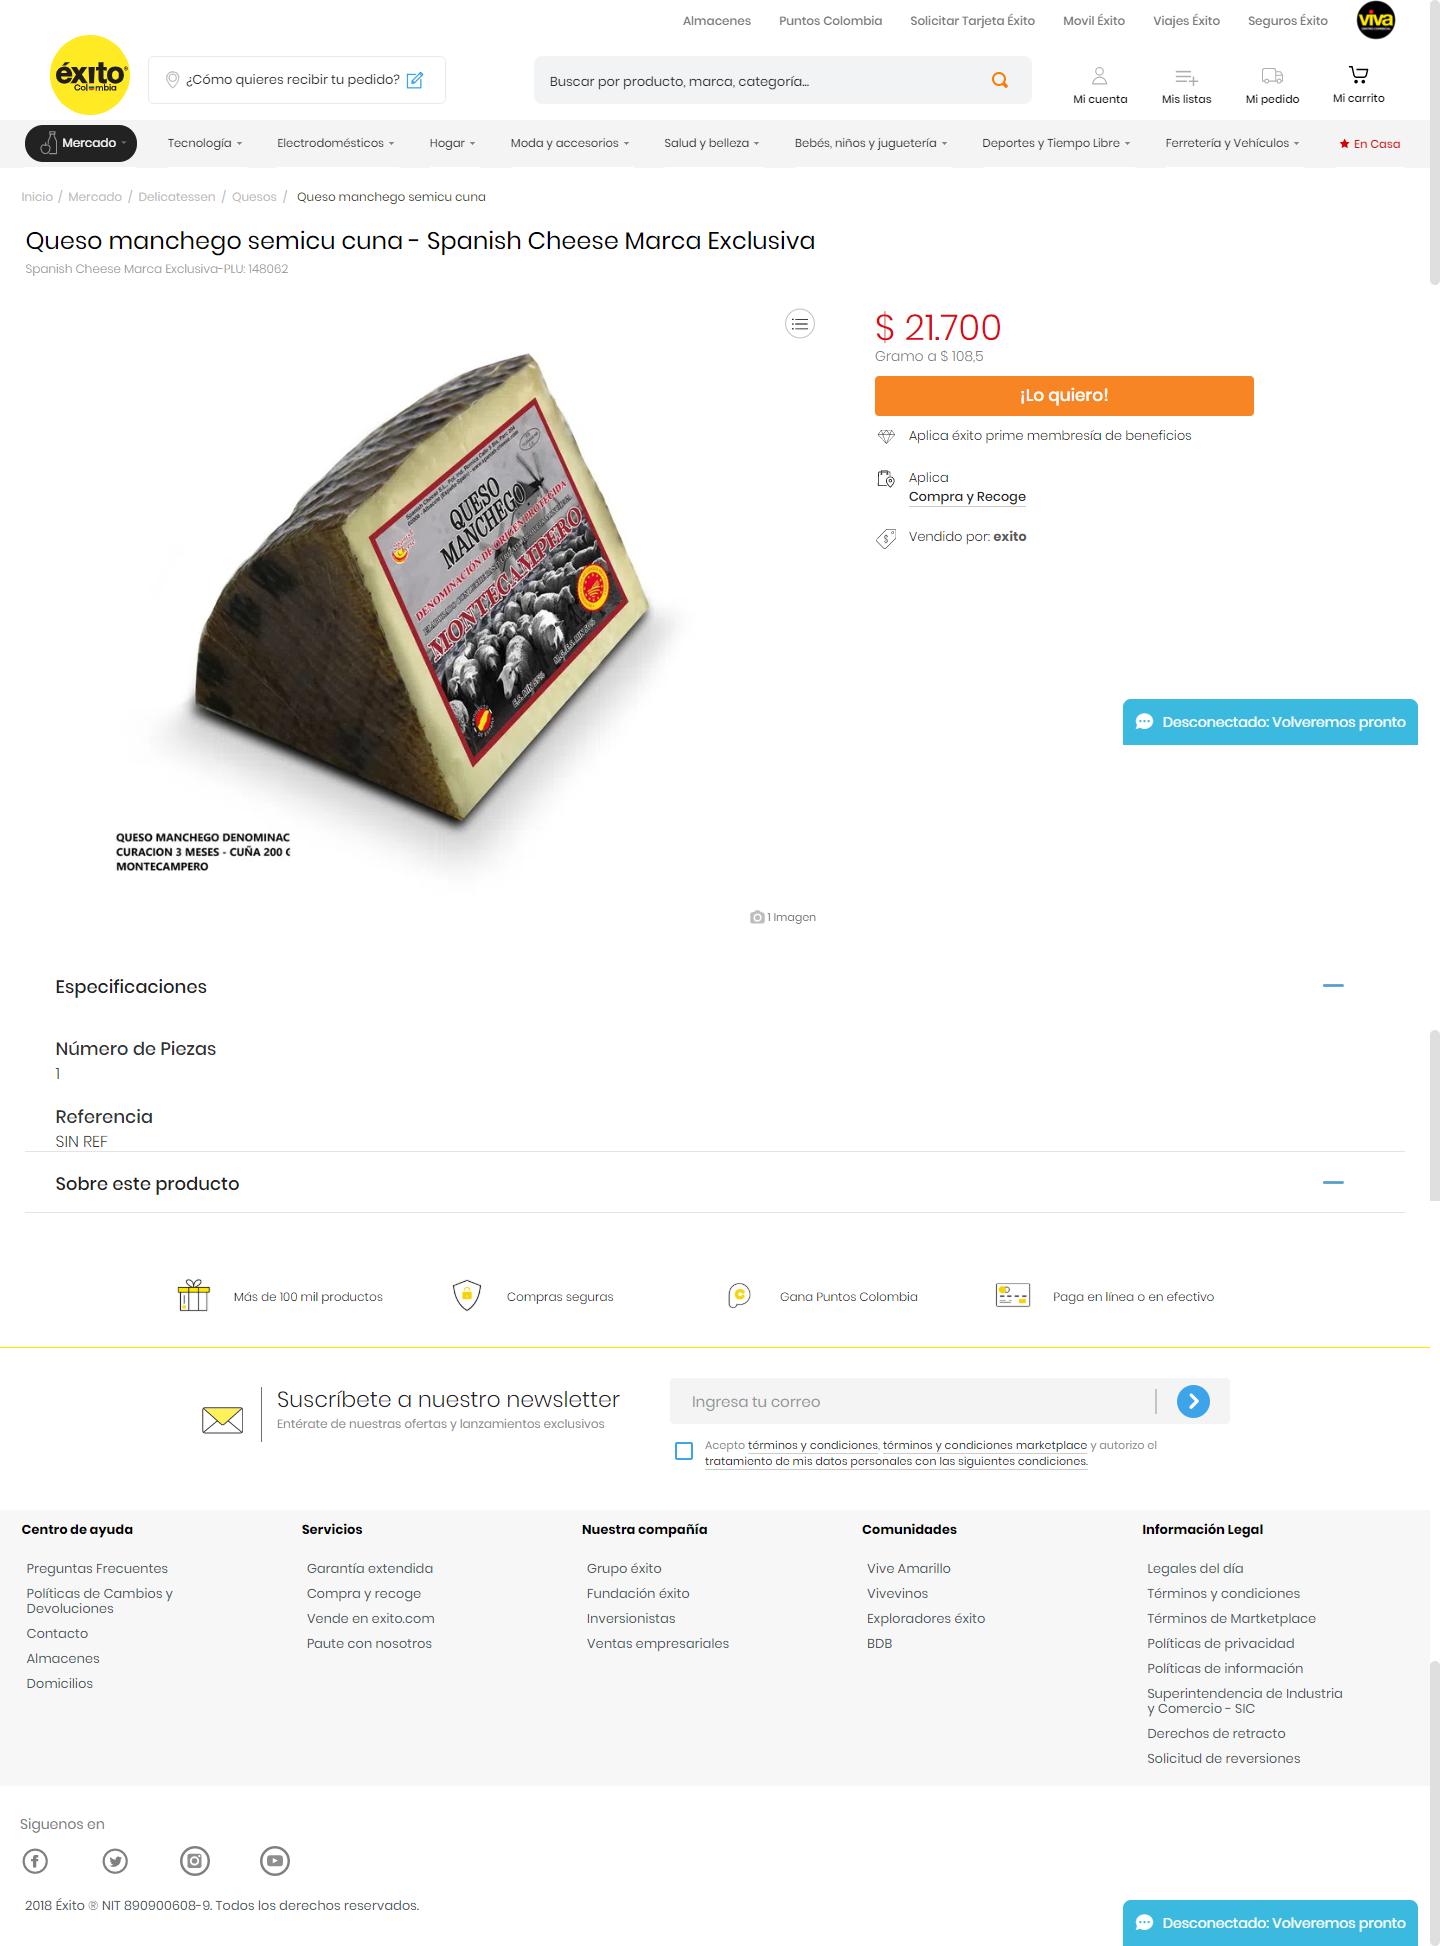 Almacenes Puntos Colombia Solicitar Tarjeta Éxito Movil Éxito Viajes Éxito Seguros Éxito viva
éxito
Colombia
¿Cómo quieres recibir tu pedido?
Buscar por producto, marca, categoría...
Mi cuenta Mis listas Mi pedido Mi carrito
Mercado Tecnología Electrodomésticos Hogar Moda y accesorios Salud y belleza Bebés, niños y juguetería Deportes y Tiempo Libre Ferretería y Vehículos En Casa
Inicio / Mercado / Delicatessen / Quesos / Queso manchego semicu cuna
Queso manchego semicu cuna - Spanish Cheese Marca Exclusiva
Spanish Cheese Marca Exclusiva-PLU: 148062
QUESO
MANCHEGO
DENOMINACIÓN DE ORIGEN PROTEGIDA
MONTECAMPERO
QUESO MANCHEGO DENOMINAC
CURACION 3 MESES - CUÑA 200 G
MONTECAMPERO
1 Imagen
$ 21.700
Gramo a $ 108,5
¡Lo quiero!
Aplica éxito prime membresía de beneficios
Aplica
Compra y Recoge
Vendido por: exito
Desconectado: Volveremos pronto
Especificaciones
Número de Piezas
1
Referencia
SIN REF
Sobre este producto
Más de 100 mil productos Compras seguras Gana Puntos Colombia Paga en línea o en efectivo
Suscríbete a nuestro newsletter
Entérate de nuestras ofertas y lanzamientos exclusivos
Ingresa tu correo
Acepto términos y condiciones, términos y condiciones marketplace y autorizo el
tratamiento de mis datos personales con las siguientes condiciones.
Centro de ayuda
Preguntas Frecuentes
Políticas de Cambios y
Devoluciones
Contacto
Almacenes
Domicilios
Servicios
Garantía extendida
Compra y recoge
Vende en exito.com
Paute con nosotros
Nuestra compañía
Grupo éxito
Fundación éxito
Inversionistas
Ventas empresariales
Comunidades
Vive Amarillo
Vivevinos
Exploradores éxito
BDB
Información Legal
Legales del día
Términos y condiciones
Términos de Martketplace
Políticas de privacidad
Políticas de información
Superintendencia de Industria
y Comercio - SIC
Derechos de retracto
Solicitud de reversiones
Siguenos en
2018 Éxito ® NIT 890900608-9. Todos los derechos reservados.
Desconectado: Volveremos pronto